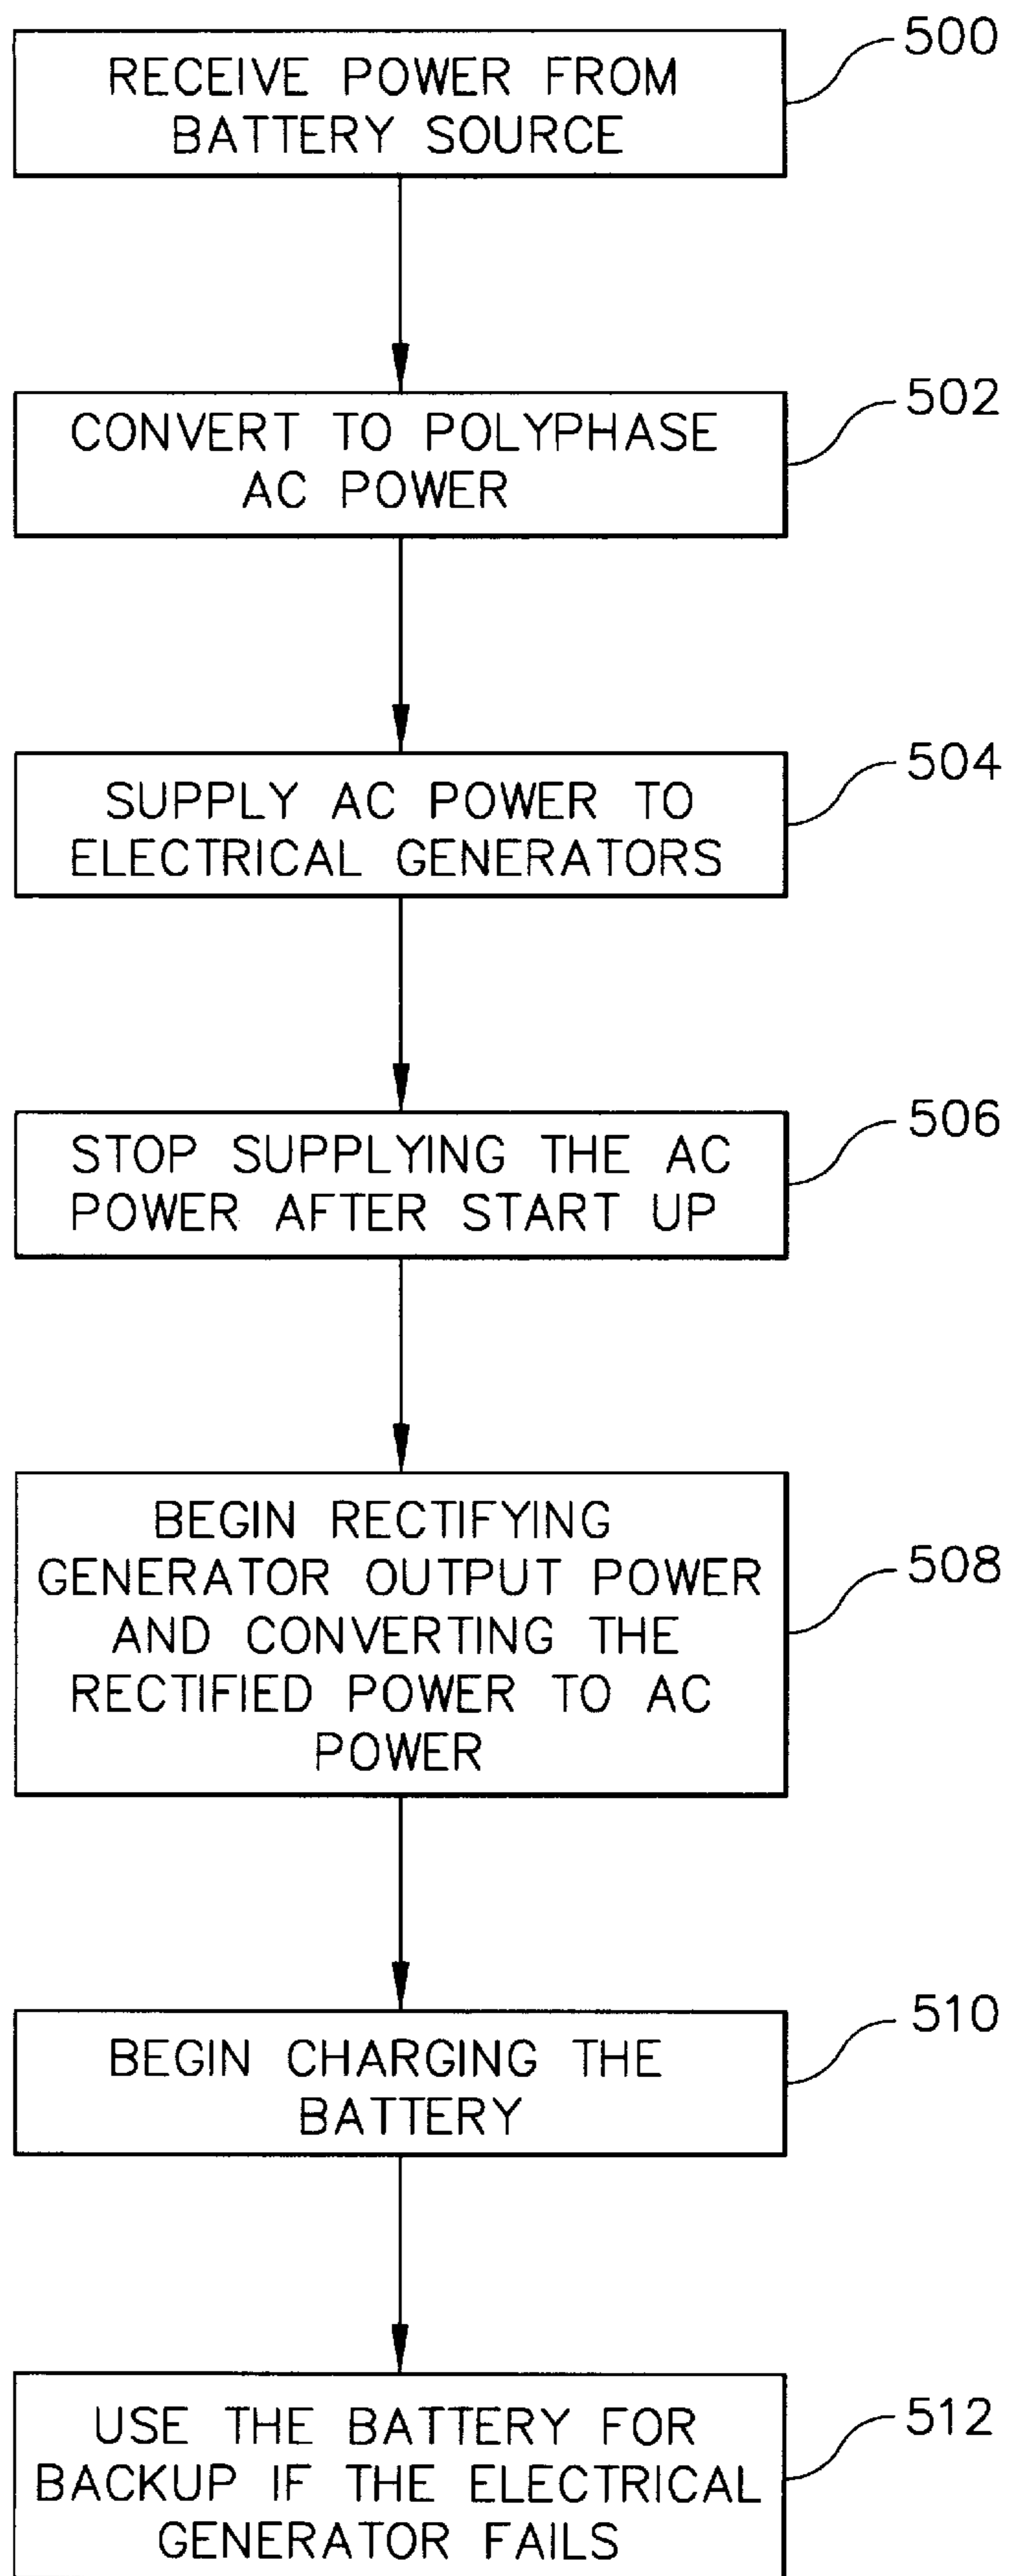 500
RECEIVE POWER FROM
BATTERY SOURCE
502
CONVERT TO POLYPHASE
AC POWER
504
SUPPLY AC POWER TO
ELECTRICAL GENERATORS
506
STOP SUPPLYING THE AC
POWER AFTER START UP
BEGIN RECTIFYING
GENERATOR OUTPUT POWER
508
AND CONVERTING THE
RECTIFIED POWER TO AC
POWER
510
BEGIN CHARGING THE
BATTERY
512
USE THE BATTERY FOR
BACKUP IF THE ELECTRICAL
GENERATOR FAILS